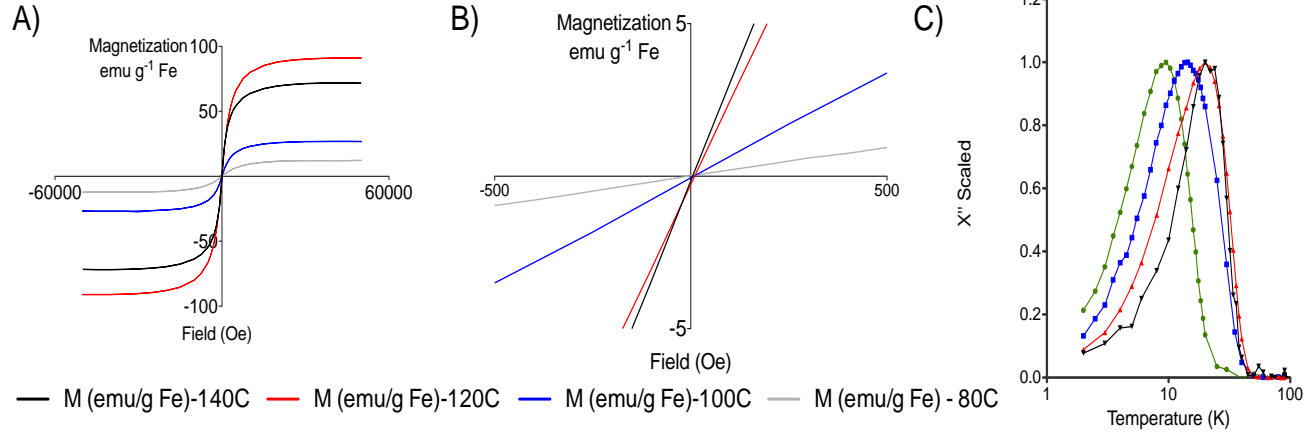 A)
Magnetization
emu g⁻¹ Fe
100
50
-60000
60000
-50
-100
Field (Oe)
B)
Magnetization
emu g⁻¹ Fe
5
-500
500
-5
Field (Oe)
C)
1.2
1.0
0.8
0.6
0.4
0.2
0.0
X'' Scaled
1
10
100
Temperature (K)
M (emu/g Fe)-140C
M (emu/g Fe)-120C
M (emu/g Fe)-100C
M (emu/g Fe) - 80C